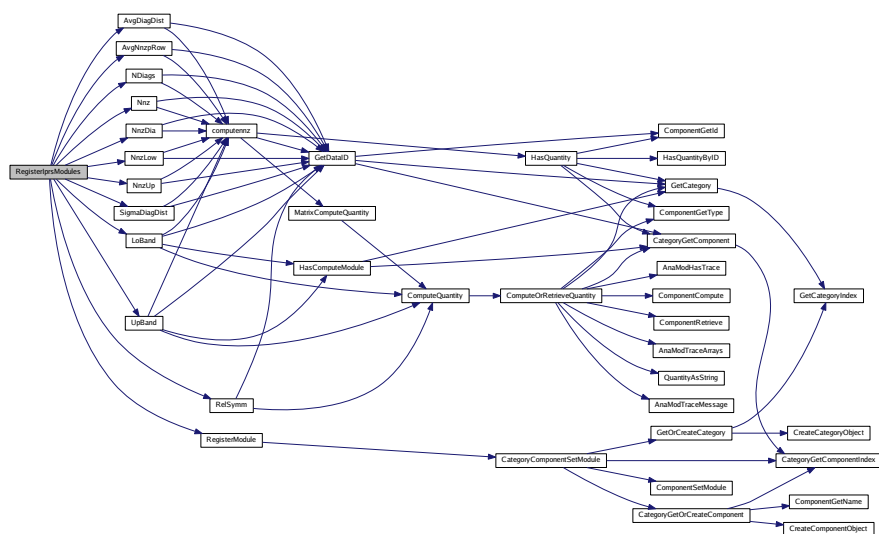 AvgDiagDist
AvgNnzpRow
NDiags
Nnz
NnzDia
NnzLow
RegisterIprsModules
NnzUp
SigmaDiagDist
LoBand
UpBand
RelSymm
RegisterModule
computennz
GetDataID
MatrixComputeQuantity
HasComputeModule
ComputeQuantity
HasQuantity
ComputeOrRetrieveQuantity
CategoryComponentSetModule
ComponentGetId
HasQuantityByID
GetCategory
ComponentGetType
CategoryGetComponent
AnaModHasTrace
ComponentCompute
ComponentRetrieve
AnaModTraceArrays
QuantityAsString
AnaModTraceMessage
GetOrCreateCategory
ComponentSetModule
CategoryGetOrCreateComponent
GetCategoryIndex
CreateCategoryObject
CategoryGetComponentIndex
ComponentGetName
CreateComponentObject